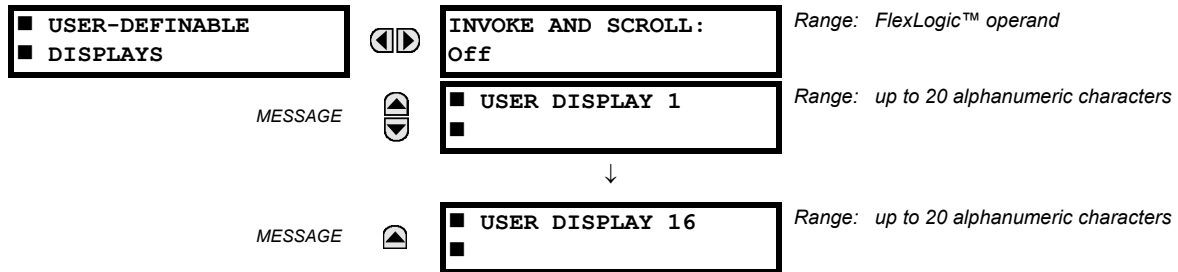 ■ USER-DEFINABLE
■ DISPLAYS
INVOKE AND SCROLL:
Off
Range: FlexLogic™ operand
MESSAGE
■ USER DISPLAY 1
■
Range: up to 20 alphanumeric characters
↓
MESSAGE
■ USER DISPLAY 16
■
Range: up to 20 alphanumeric characters